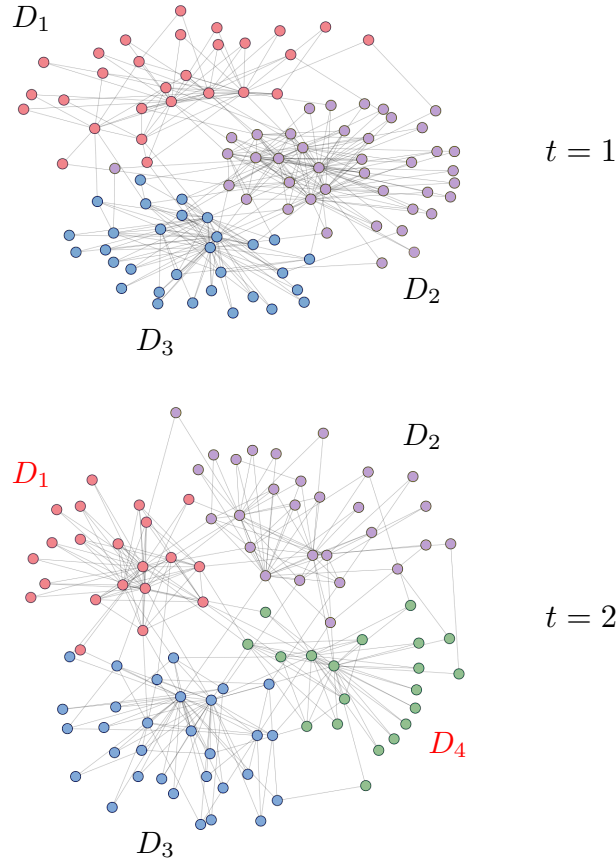 D₁
t = 1
D₂
D₃
D₂
D₁
t = 2
D₄
D₃